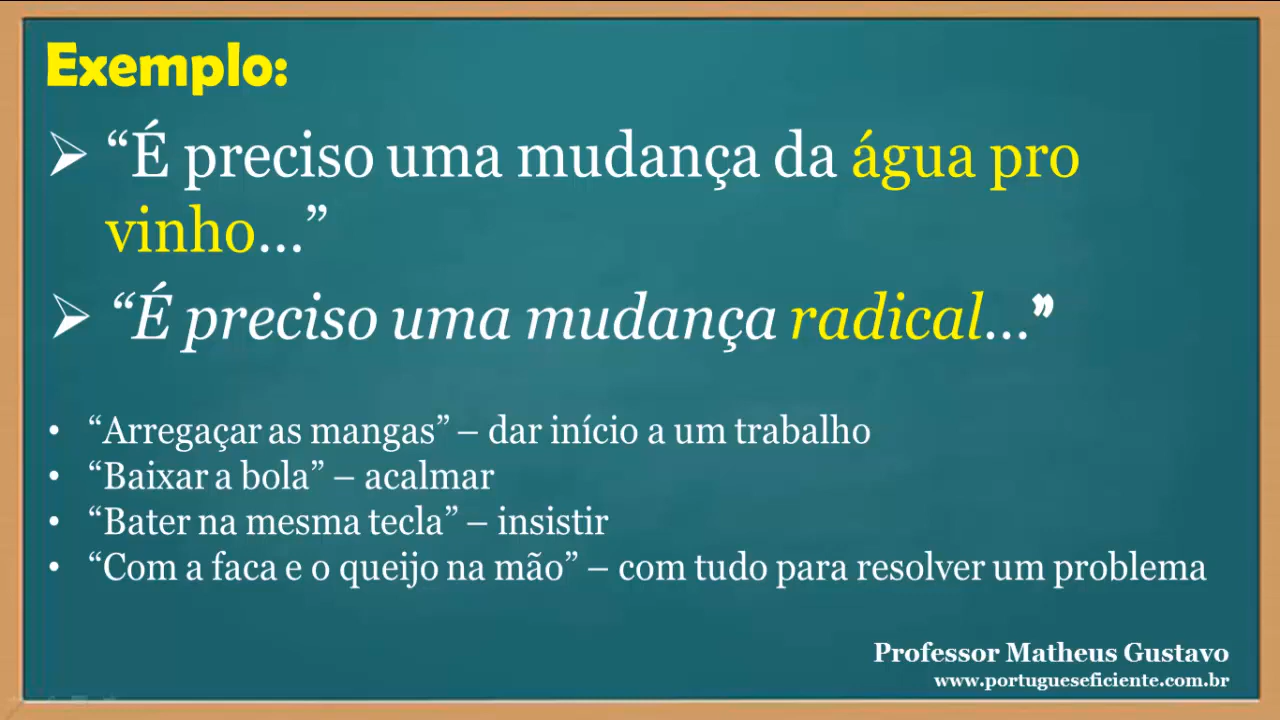 Exemplo:
➢ “É preciso uma mudança da água pro
vinho...”
➢ “É preciso uma mudança radical...”
• “Arregaçar as mangas” – dar início a um trabalho
• “Baixar a bola” – acalmar
• “Bater na mesma tecla” – insistir
• “Com a faca e o queijo na mão” – com tudo para resolver um problema
Professor Matheus Gustavo
www.portugueseficiente.com.br